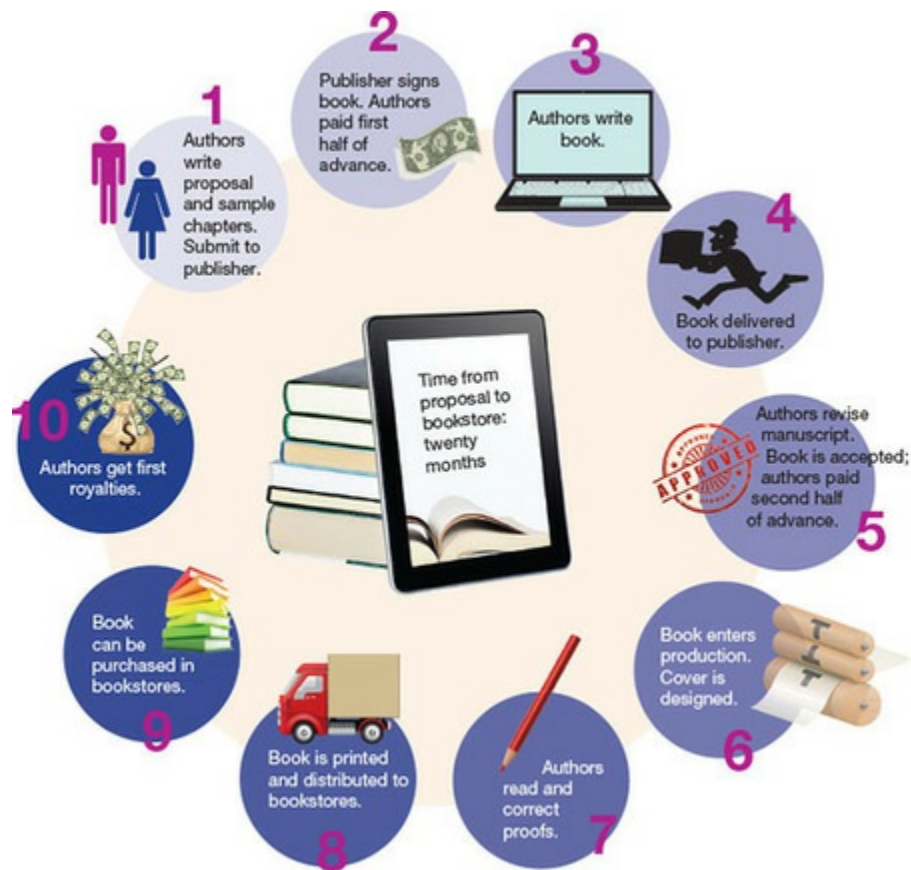 1
Authors
write
proposal
and sample
chapters.
Submit to
publisher.
2
Publisher signs
book. Authors
paid first
half of
advance.
3
Authors write
book.
4
Book delivered
to publisher.
Authors revise
manuscript.
Book is accepted;
authors paid
second half
of advance.
APPROVED
5
Book enters
production.
Cover is
designed.
6
Authors
read and
correct
proofs.
7
Book is printed
and distributed to
bookstores.
8
Book
can be
purchased in
bookstores.
9
10
$
Authors get first
royalties.
Time from
proposal to
bookstore:
twenty
months